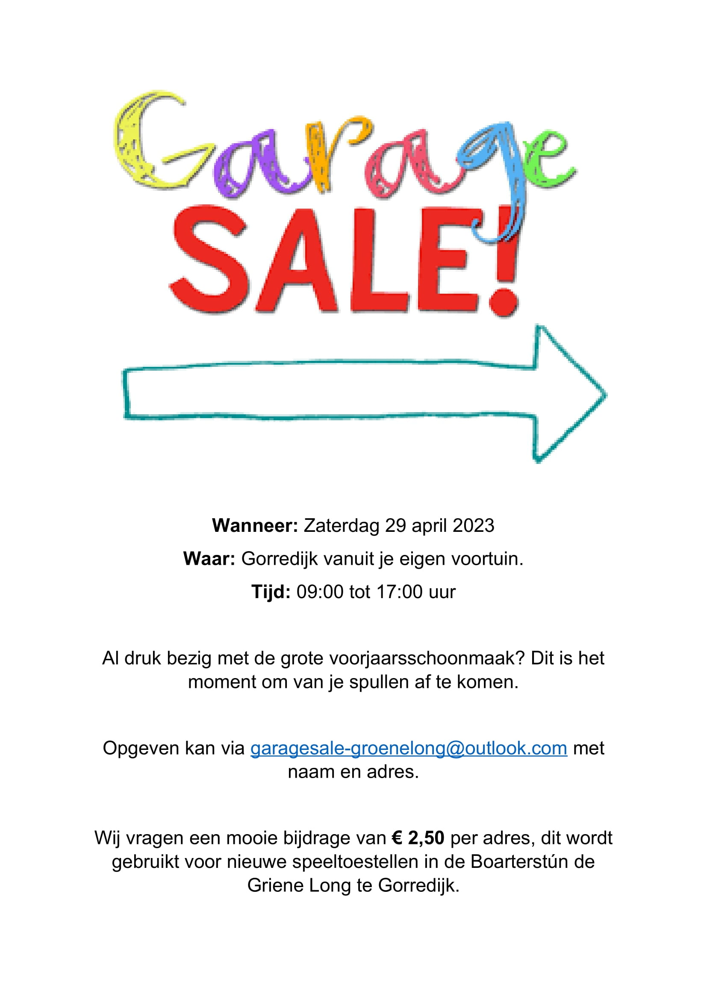 Garage
SALE!
Wanneer: Zaterdag 29 april 2023
Waar: Gorredijk vanuit je eigen voortuin.
Tijd: 09:00 tot 17:00 uur
Al druk bezig met de grote voorjaarsschoonmaak? Dit is het
moment om van je spullen af te komen.
Opgeven kan via garagesale-groenelong@outlook.com met
naam en adres.
Wij vragen een mooie bijdrage van € 2,50 per adres, dit wordt
gebruikt voor nieuwe speeltoestellen in de Boarterstún de
Griene Long te Gorredijk.